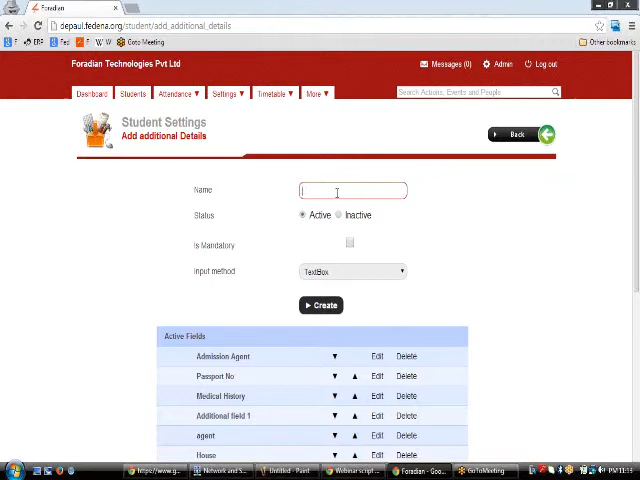 Foradian
depaul.fedena.org/student/add_additional_details
F ERP Fed F W Goto Meeting Other bookmarks
Foradian Technologies Pvt Ltd
Messages (0) Admin Log out
Dashboard Students Attendance ▼ Settings ▼ Timetable ▼ More ▼
Search Actions, Events and People
Student Settings
Add additional Details
Back
Name
Status Active Inactive
Is Mandatory
Input method TextBox
Create
Active Fields
Admission Agent ▼ Edit Delete
Passport No ▼ ▲ Edit Delete
Medical History ▼ ▲ Edit Delete
Additional field 1 ▼ ▲ Edit Delete
agent ▼ ▲ Edit Delete
House ▼ ▲ Edit Delete
https://www.g... Network and S... Untitled - Paint Webinar script ... Foradian - Goo... GoToMeeting